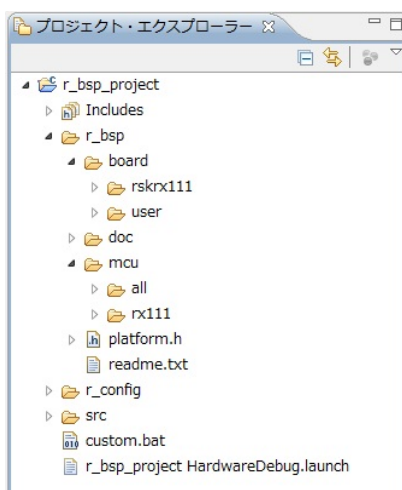 プロジェクト・エクスプローラー
r_bsp_project
Includes
r_bsp
board
rskrx111
user
doc
mcu
all
rx111
platform.h
readme.txt
r_config
src
custom.bat
r_bsp_project HardwareDebug.launch